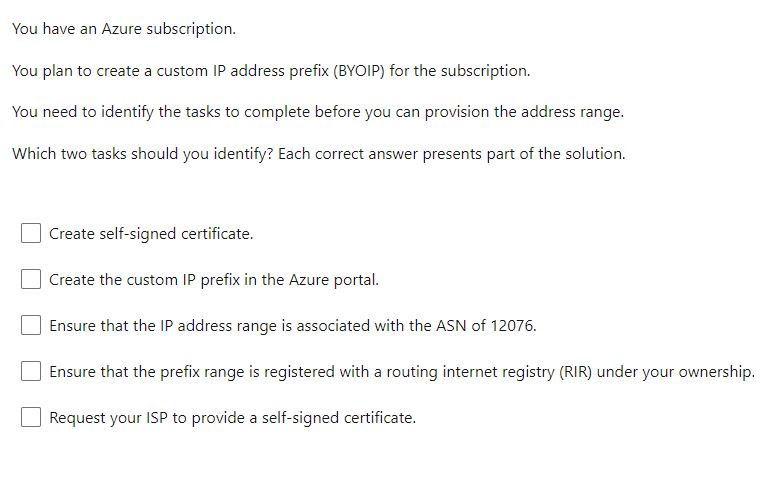 You have an Azure subscription.
You plan to create a custom IP address prefix (BYOIP) for the subscription.
You need to identify the tasks to complete before you can provision the address range.
Which two tasks should you identify? Each correct answer presents part of the solution.
Create self-signed certificate.
Create the custom IP prefix in the Azure portal.
Ensure that the IP address range is associated with the ASN of 12076.
Ensure that the prefix range is registered with a routing internet registry (RIR) under your ownership.
Request your ISP to provide a self-signed certificate.